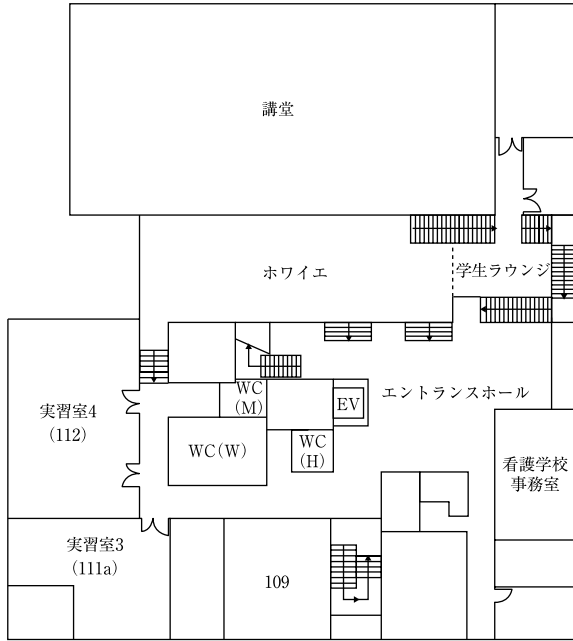 講堂
ホワイエ
学生ラウンジ
エントランスホール
WC
(M)
EV
実習室4
(112)
WC(W)
WC
(H)
看護学校
事務室
実習室3
(111a)
109